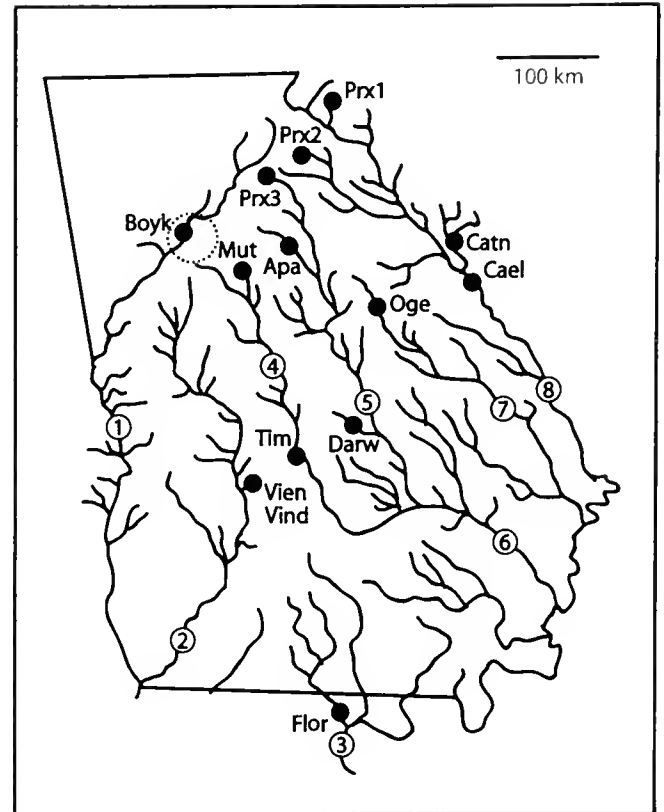 100 km
Prx1
Prx2
Prx3
Boyk
Mut
Apa
Catn
Cael
Oge
4
8
7
5
1
Tim
Darw
Vien
Vind
6
2
Flor
3